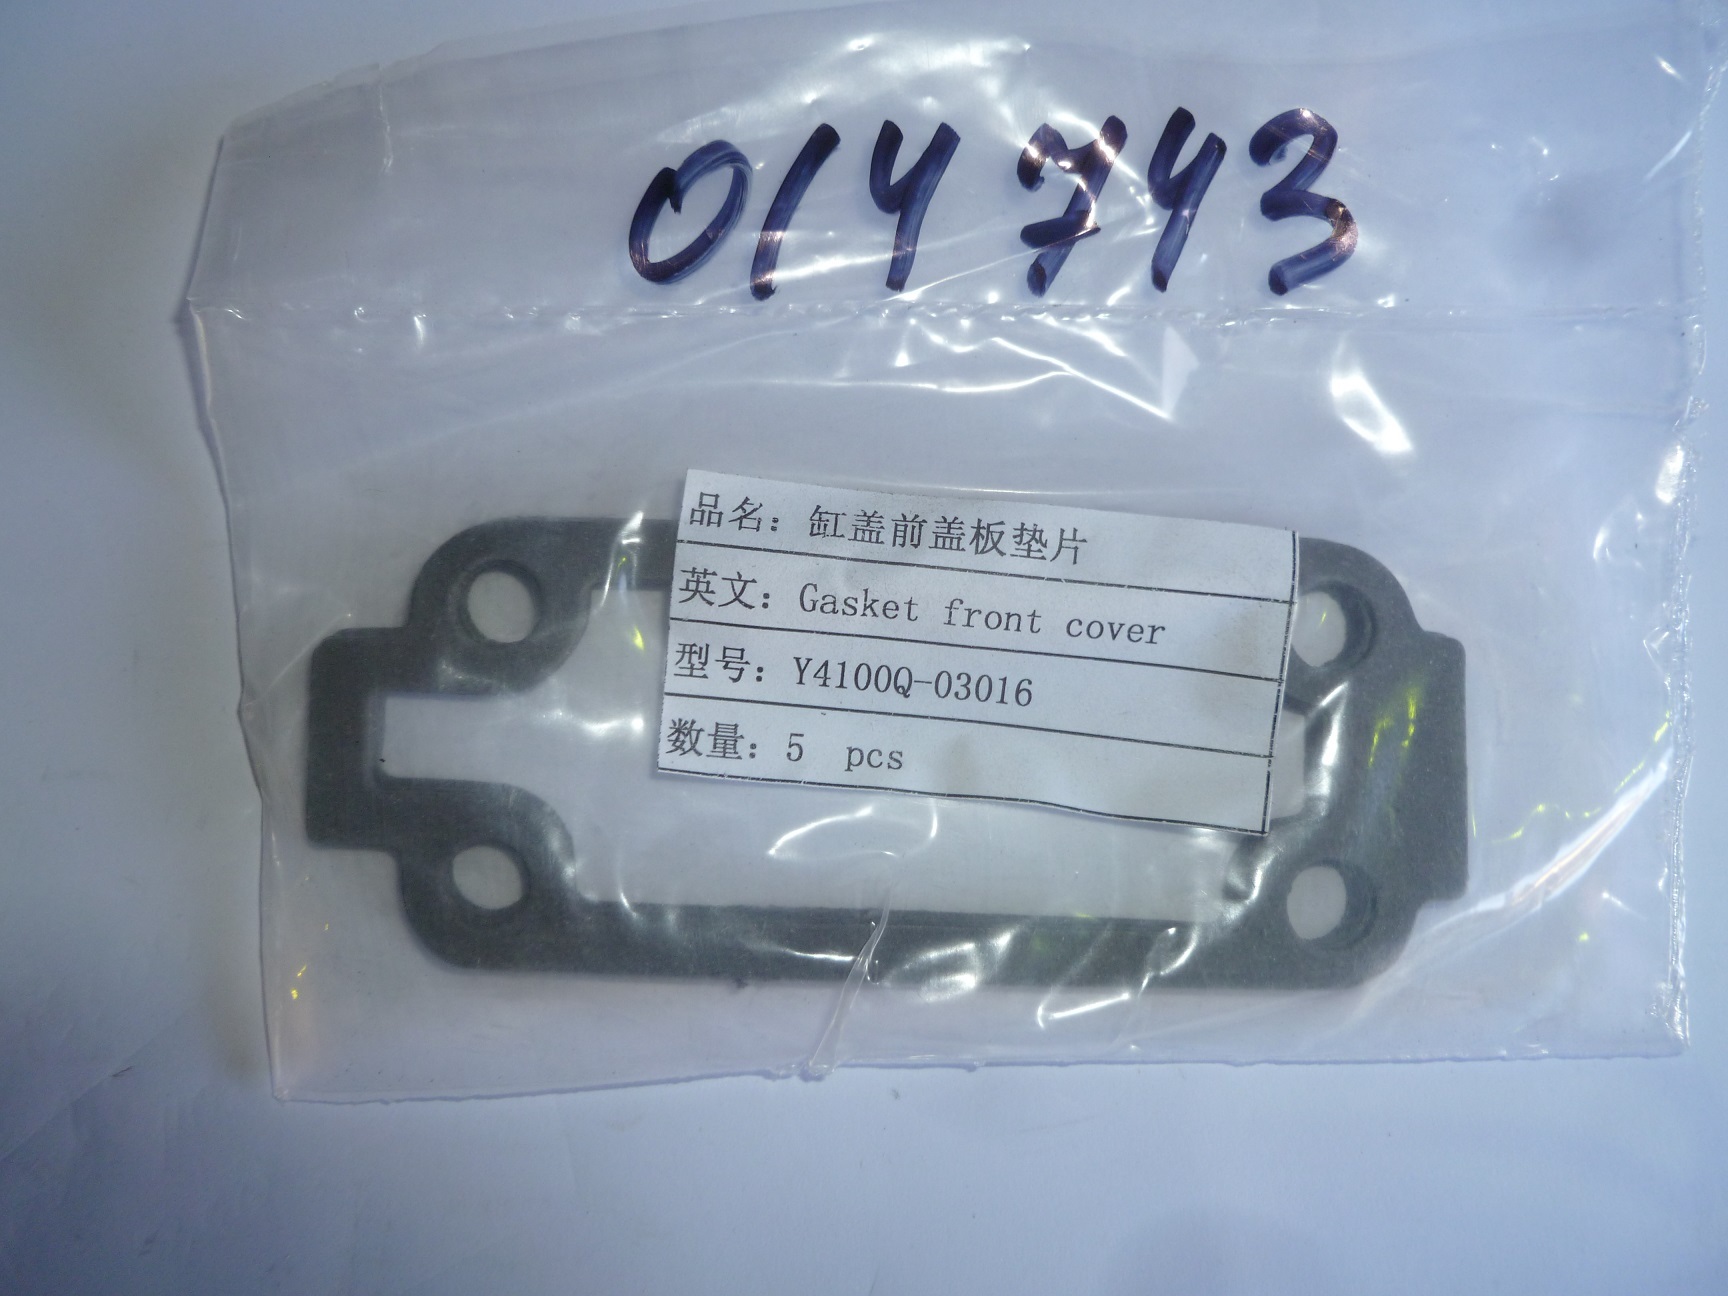 014743
品名：缸盖前盖板垫片
英文：Gasket front cover
型号：Y4100Q-03016
数量：5 pcs